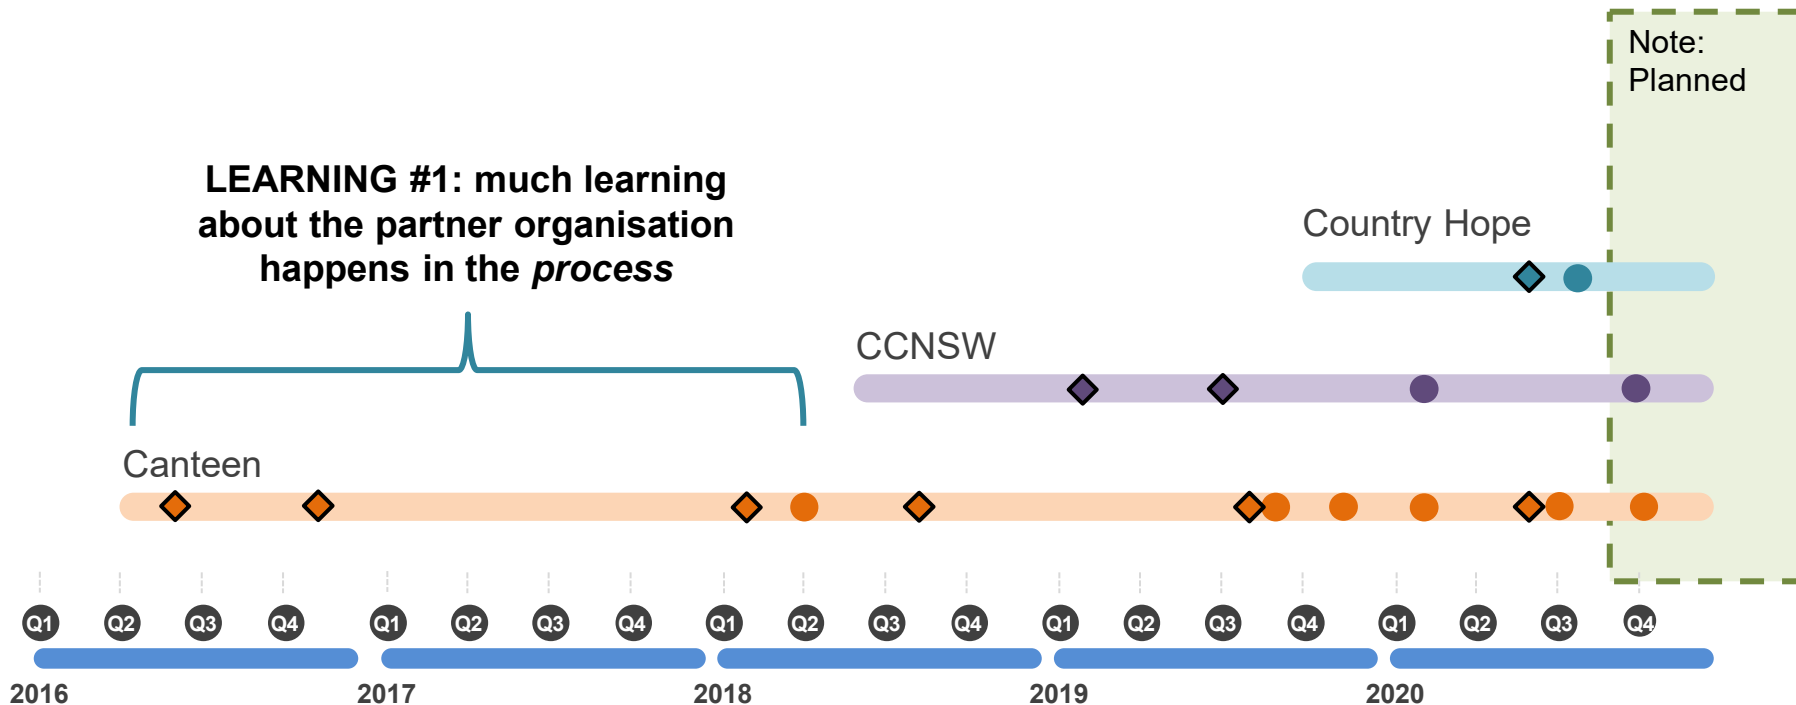 Note:
Planned
LEARNING #1: much learning
about the partner organisation
happens in the process
Country Hope
CCNSW
Canteen
Q1 Q2 Q3 Q4 Q1 Q2 Q3 Q4 Q1 Q2 Q3 Q4 Q1 Q2 Q3 Q4 Q1 Q2 Q3 Q4
2016 2017 2018 2019 2020